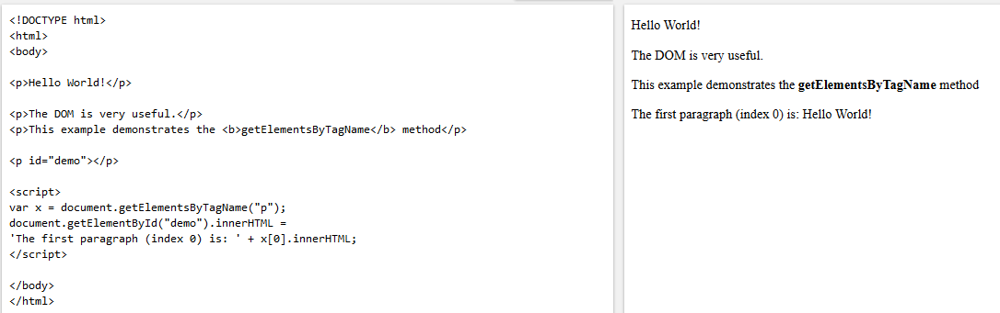 <!DOCTYPE html>
<html>
<body>
<p>Hello World!</p>
<p>The DOM is very useful.</p>
<p>This example demonstrates the <b>getElementsByTagName</b> method</p>
<p id="demo"></p>
<script>
var x = document.getElementsByTagName("p");
document.getElementById("demo").innerHTML =
'The first paragraph (index 0) is: ' + x[0].innerHTML;
</script>
</body>
</html>
Hello World!
The DOM is very useful.
This example demonstrates the getElementsByTagName method
The first paragraph (index 0) is: Hello World!